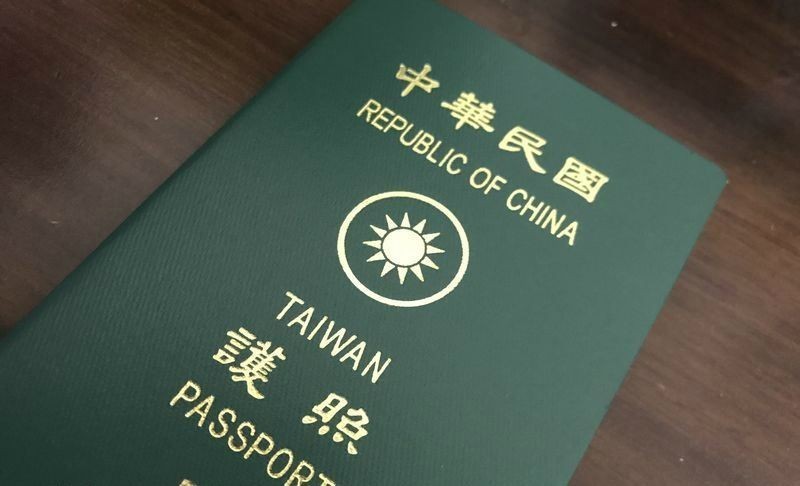 中華民國
REPUBLIC OF CHINA
TAIWAN
護照
PASSPORT